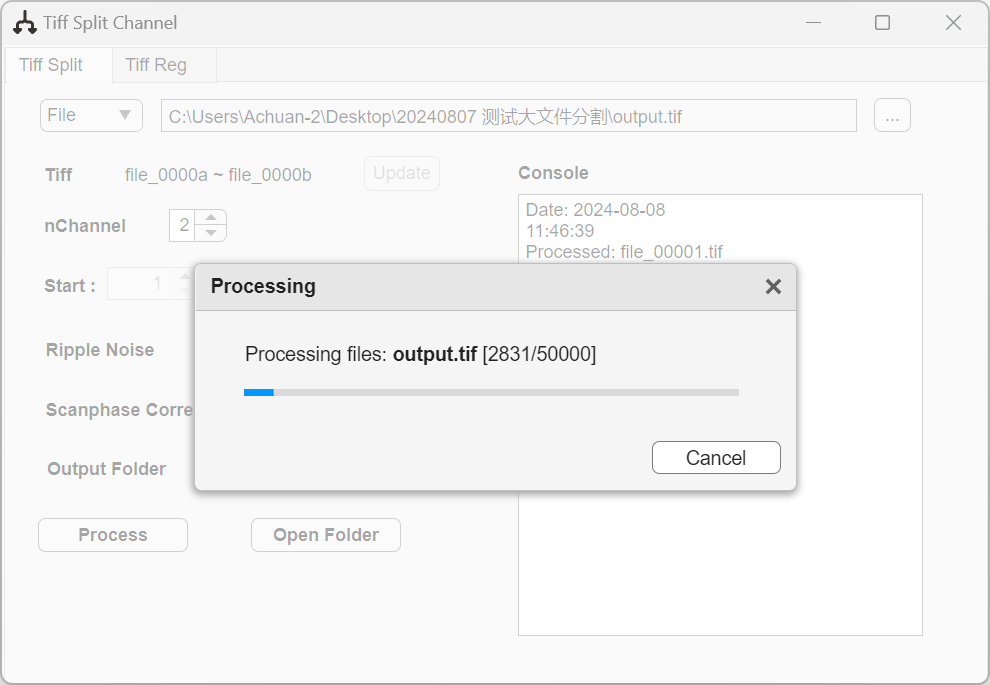 Tiff Split Channel
Tiff Split
Tiff Reg
File
C:\Users\Achuan-2\Desktop\20240807 测试大文件分割\output.tif
...
Tiff
file_0000a ~ file_0000b
Update
nChannel
2
Start :
1
Ripple Noise
Scanphase Corre
Output Folder
Process
Open Folder
Console
Date: 2024-08-08
11:46:39
Processed: file_00001.tif
Processing
Processing files: output.tif [2831/50000]
Cancel